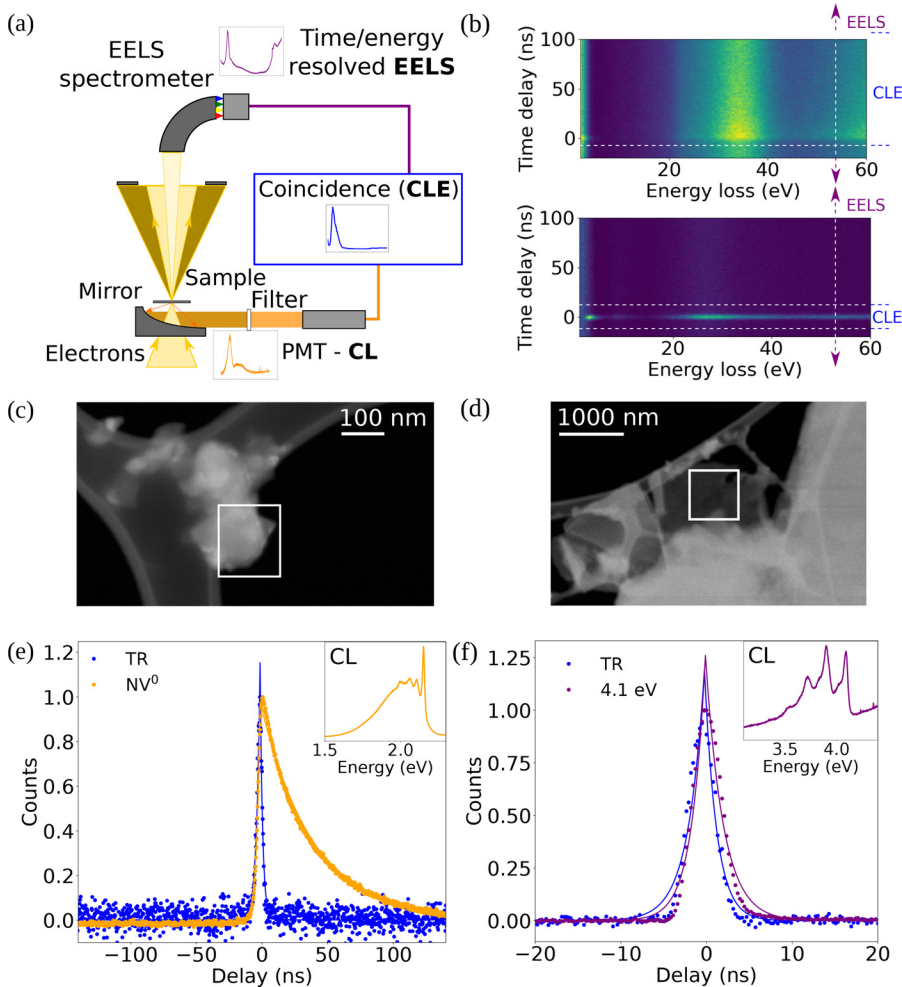 (a)
EELS
spectrometer
Time/energy
resolved EELS
Coincidence (CLE)
Sample
Mirror
Filter
Electrons
PMT - CL
(b)
EELS
Time delay (ns)
100
50
0
CLE
20
40
60
Energy loss (eV)
EELS
Time delay (ns)
100
50
0
CLE
20
40
60
Energy loss (eV)
EELS
(c)
100 nm
(d)
1000 nm
(e)
TR
NV⁰
CL
1.5
2.0
Energy (eV)
Counts
1.2
1.0
0.8
0.6
0.4
0.2
0.0
−100
−50
0
50
100
Delay (ns)
(f)
TR
4.1 eV
CL
3.5
4.0
Energy (eV)
Counts
1.25
1.00
0.75
0.50
0.25
0.00
−20
−10
0
10
20
Delay (ns)